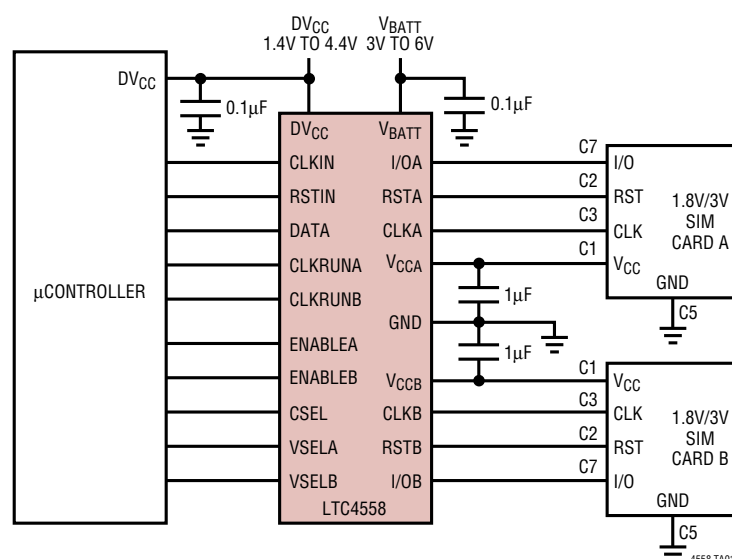 DVCC
1.4V TO 4.4V
VBATT
3V TO 6V
DVCC
0.1µF
0.1µF
DVCC
VBATT
CLKIN
RSTIN
DATA
CLKRUNA
CLKRUNB
ENABLEA
ENABLEB
CSEL
VSELA
VSELB
I/OA
RSTA
CLKA
VCCA
GND
VCCB
CLKB
RSTB
I/OB
LTC4558
µCONTROLLER
1µF
1µF
C7
C2
C3
C1
I/O
RST
CLK
VCC
1.8V/3V
SIM
CARD A
GND
C5
C1
C3
C2
C7
VCC
CLK
RST
I/O
1.8V/3V
SIM
CARD B
GND
C5